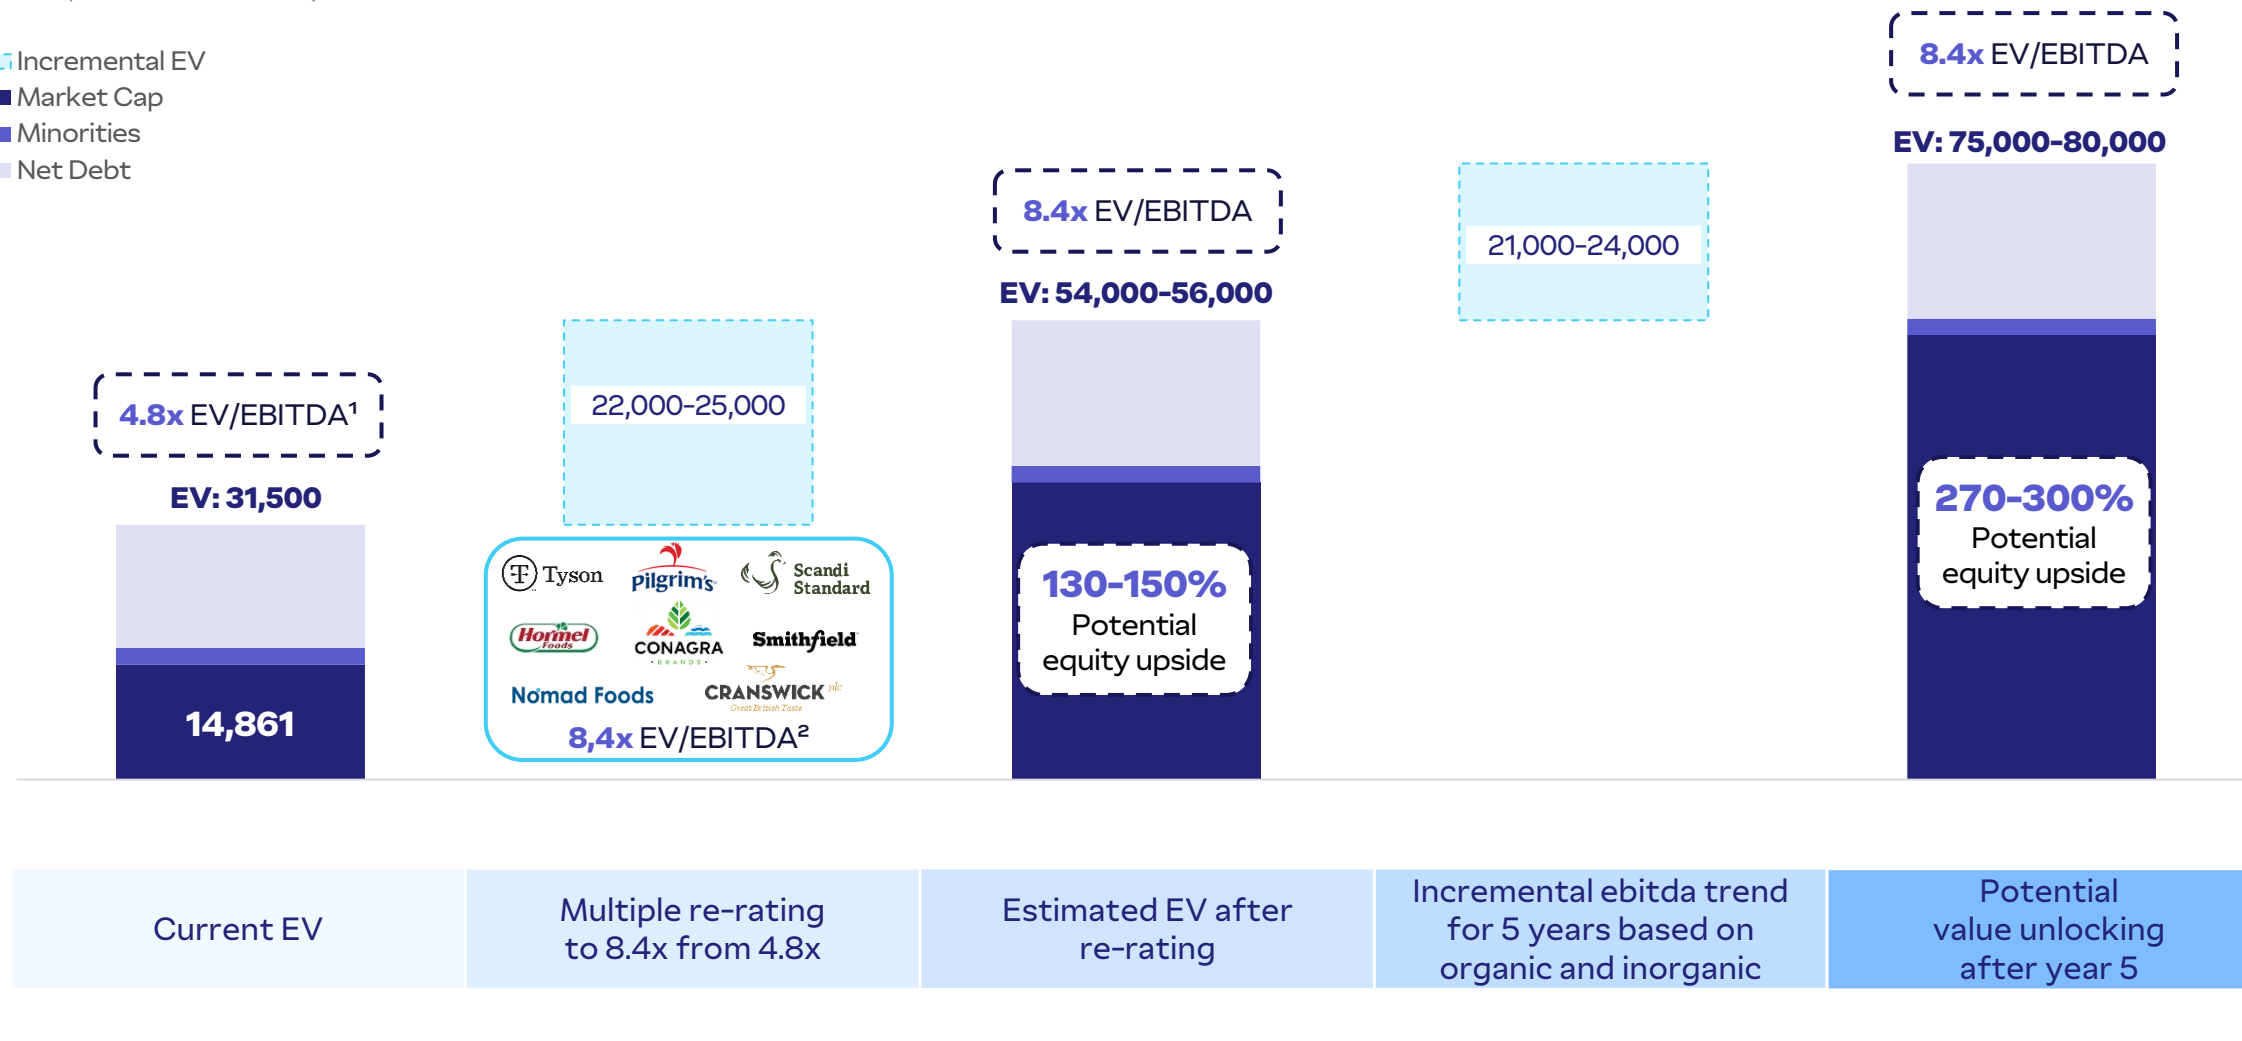 Incremental EV
Market Cap
Minorities
Net Debt
4.8x EV/EBITDA¹
EV: 31,500
14,861
22,000-25,000
Tyson
Pilgrim's
Scandi
Standard
Hormel
Foods
CONAGRA
·BRANDS·
Smithfield
Nomad Foods
CRANSWICK plc
Great British Taste
8,4x EV/EBITDA²
8.4x EV/EBITDA
EV: 54,000-56,000
130-150%
Potential
equity upside
21,000-24,000
8.4x EV/EBITDA
EV: 75,000-80,000
270-300%
Potential
equity upside
Current EV
Multiple re-rating
to 8.4x from 4.8x
Estimated EV after
re-rating
Incremental ebitda trend
for 5 years based on
organic and inorganic
Potential
value unlocking
after year 5